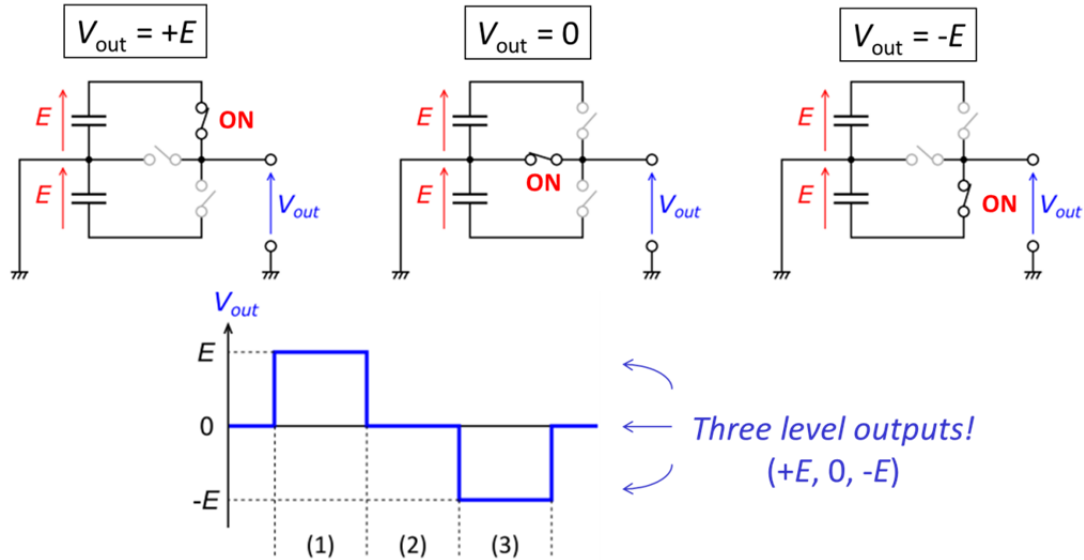 Vout = +E
Vout = 0
Vout = -E
E
ON
E
Vout
E
ON
E
Vout
E
E
ON
Vout
Vout
E
0
-E
Three level outputs!
(+E, 0, -E)
(1) (2) (3)